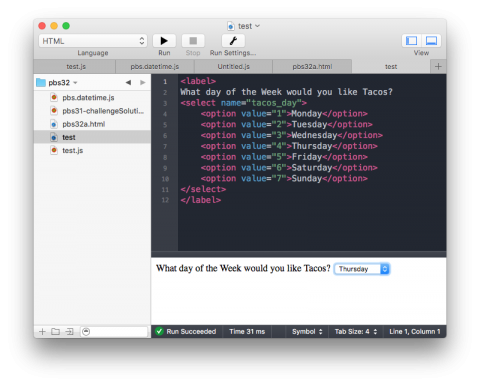 test
HTML
Language
Run
Stop
Run Settings...
View
test.js
pbs.datetime.js
Untitled.js
pbs32a.html
test
pbs32
pbs.datetime.js
pbs31-challengeSoluti...
pbs32a.html
test
test.js
1 <label>
2 What day of the Week would you like Tacos?
3 <select name="tacos_day">
4 <option value="1">Monday</option>
5 <option value="2">Tuesday</option>
6 <option value="3">Wednesday</option>
7 <option value="4">Thursday</option>
8 <option value="5">Friday</option>
9 <option value="6">Saturday</option>
10 <option value="7">Sunday</option>
11 </select>
12 </label>
What day of the Week would you like Tacos? Thursday
Run Succeeded Time 31 ms Symbol Tab Size: 4 Line 1, Column 1